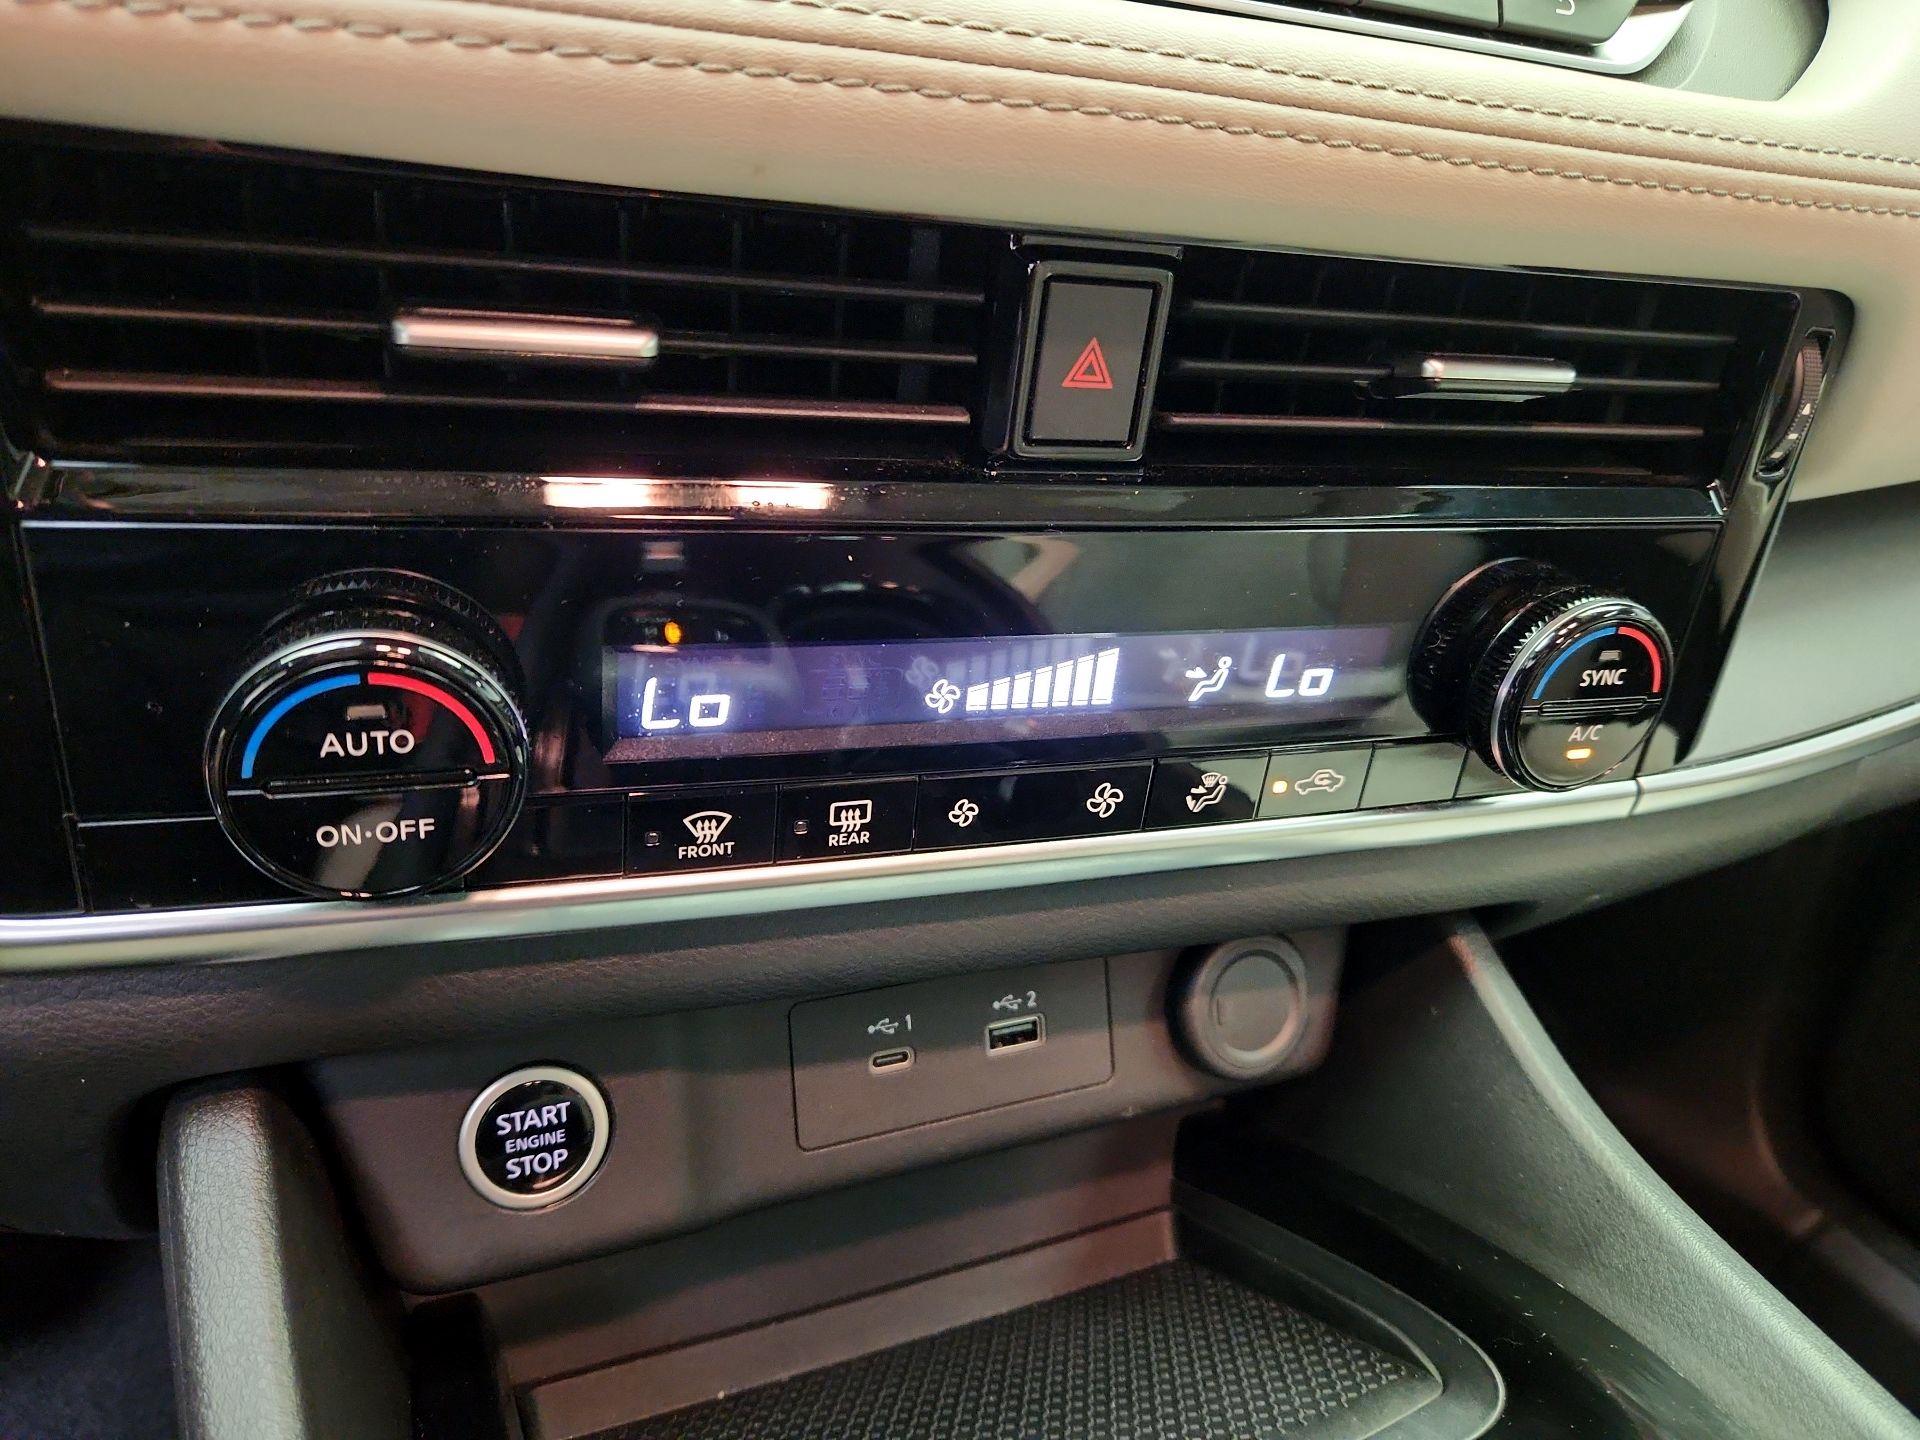 Lo
Lo
AUTO
ON·OFF
SYNC
A/C
FRONT
REAR
1
2
START
ENGINE
STOP